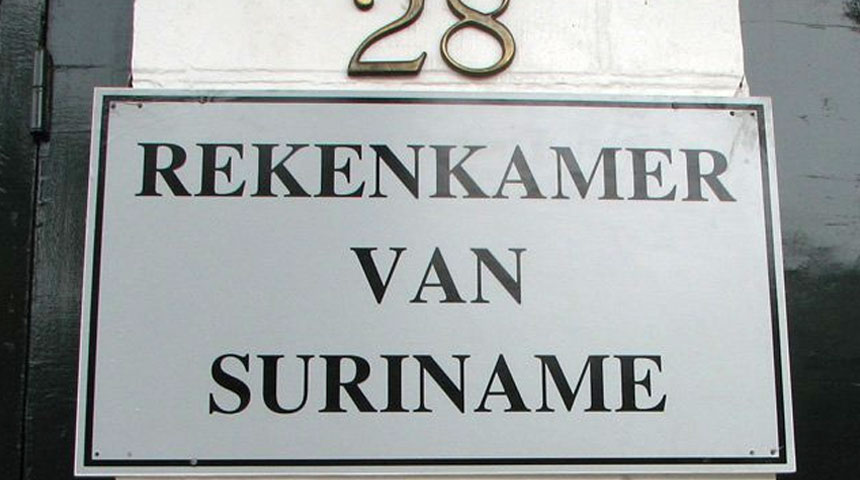 28
REKENKAMER
VAN
SURINAME